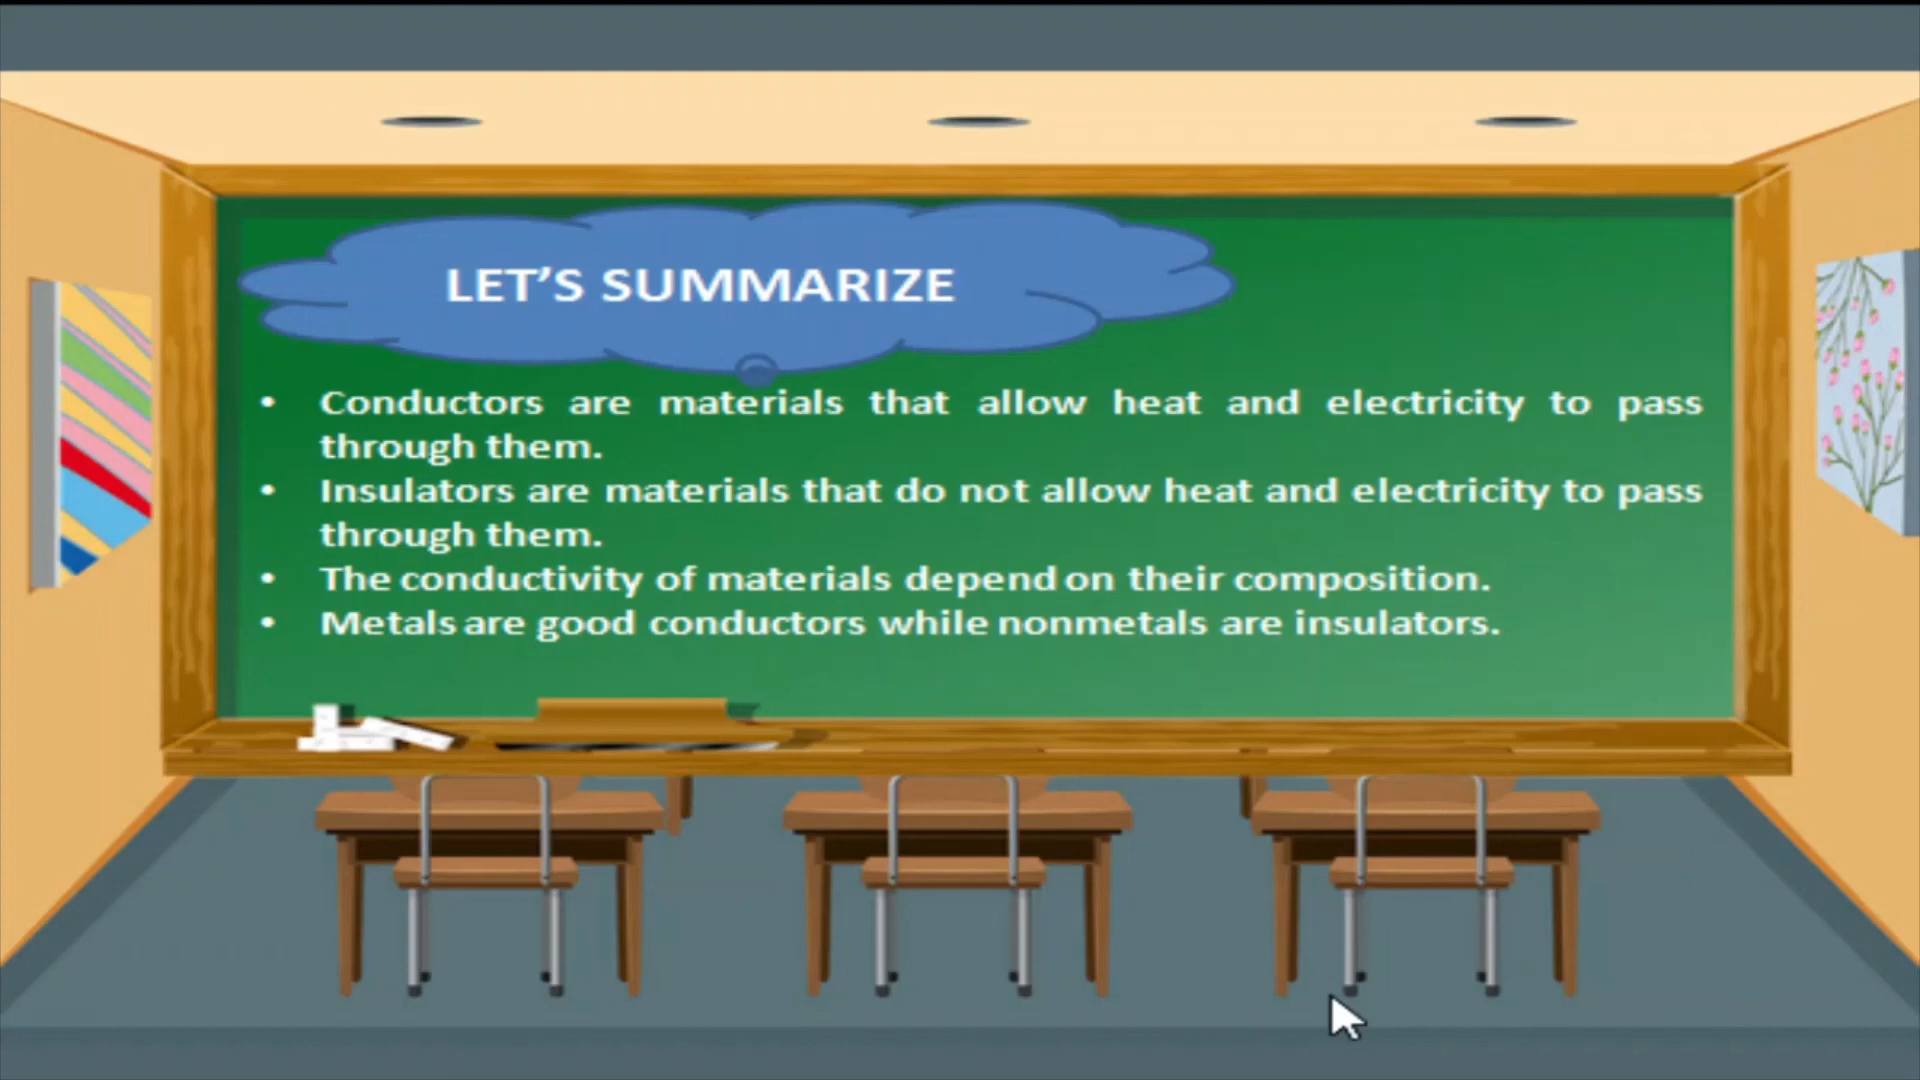 LET'S SUMMARIZE
• Conductors are materials that allow heat and electricity to pass
through them.
• Insulators are materials that do not allow heat and electricity to pass
through them.
• The conductivity of materials depend on their composition.
• Metals are good conductors while nonmetals are insulators.